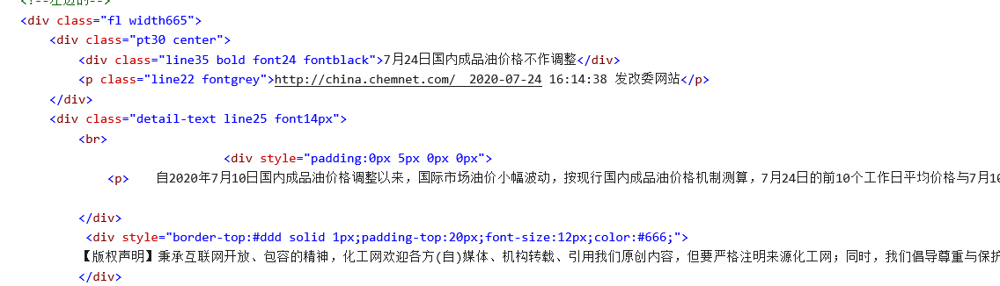 <div class="fl width665">
<div class="pt30 center">
<div class="line35 bold font24 fontblack">7月24日国内成品油价格不作调整</div>
<p class="line22 fontgrey">http://china.chemnet.com/  2020-07-24 16:14:38 发改委网站</p>
</div>
<div class="detail-text line25 font14px">
<br>
<div style="padding:0px 5px 0px 0px">
<p>    自2020年7月10日国内成品油价格调整以来，国际市场油价小幅波动，按现行国内成品油价格机制测算，7月24日的前10个工作日平均价格与7月10
</div>
<div style="border-top:#ddd solid 1px;padding-top:20px;font-size:12px;color:#666;">
【版权声明】秉承互联网开放、包容的精神，化工网欢迎各方(自)媒体、机构转载、引用我们原创内容，但要严格注明来源化工网；同时，我们倡导尊重与保护
</div>